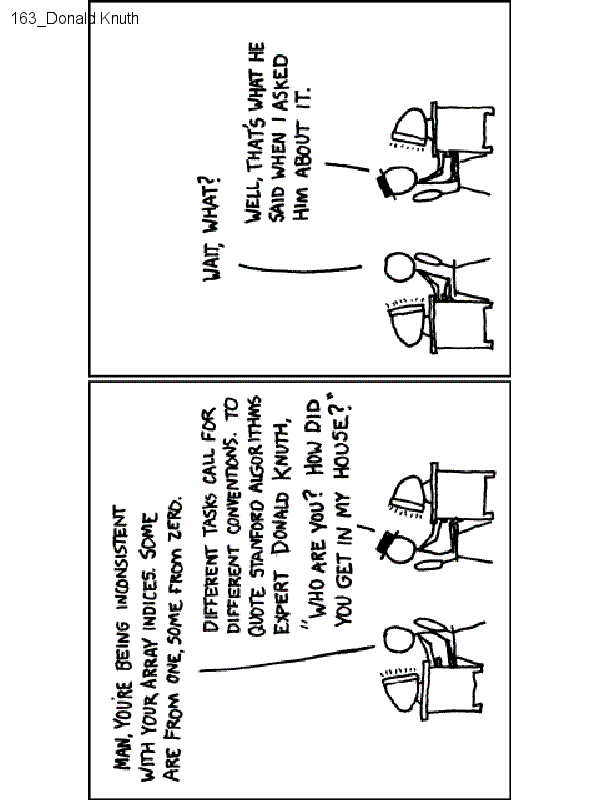 163_Donald Knuth
MAN, YOU'RE BEING INCONSISTENT
WITH YOUR ARRAY INDICES. SOME
ARE FROM ONE, SOME FROM ZERO.
DIFFERENT TASKS CALL FOR
DIFFERENT CONVENTIONS. TO
QUOTE STANFORD ALGORITHMS
EXPERT DONALD KNUTH,
"WHO ARE YOU? HOW DID
YOU GET IN MY HOUSE?"
WAIT, WHAT?
WELL, THAT'S WHAT HE
SAID WHEN I ASKED
HIM ABOUT IT.